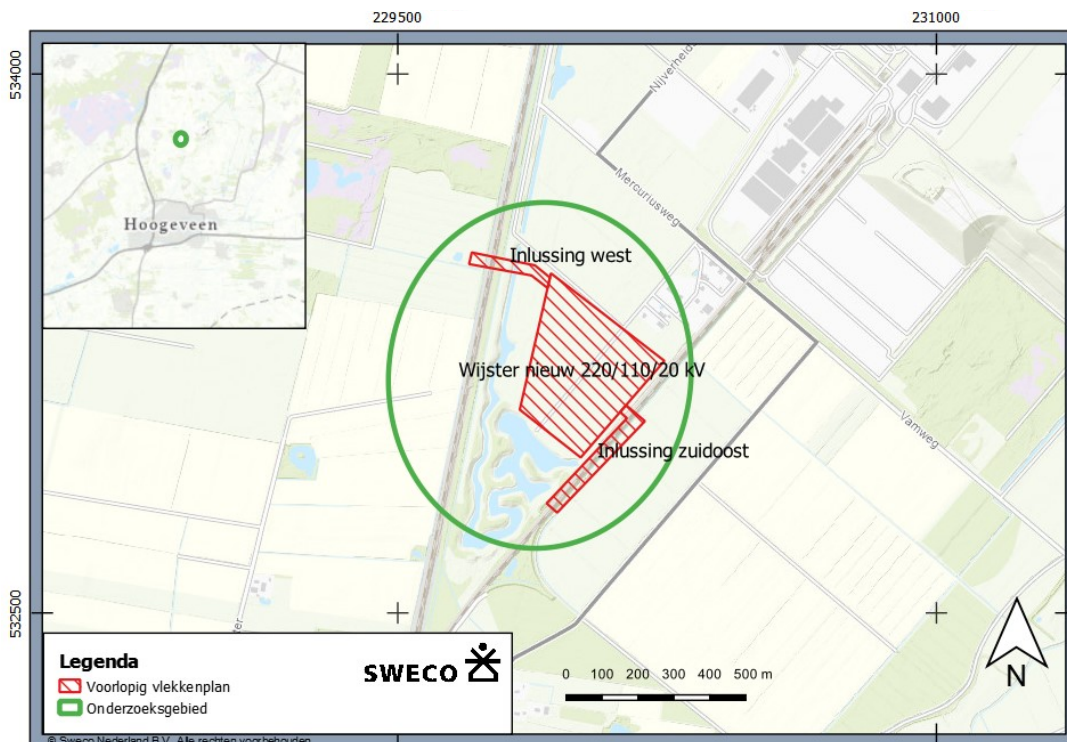 229500
231000
534000
532500
Hoogeveen
Nijverheids
Mercuriusweg
Inlussing west
Wijster nieuw 220/110/20 kV
Inlussing zuidoost
Vamweg
Legenda
Voorlopig vlekkenplan
Onderzoeksgebied
SWECO
0 100 200 300 400 500 m
N
© Sweco Nederland B.V. Alle rechten voorbehouden